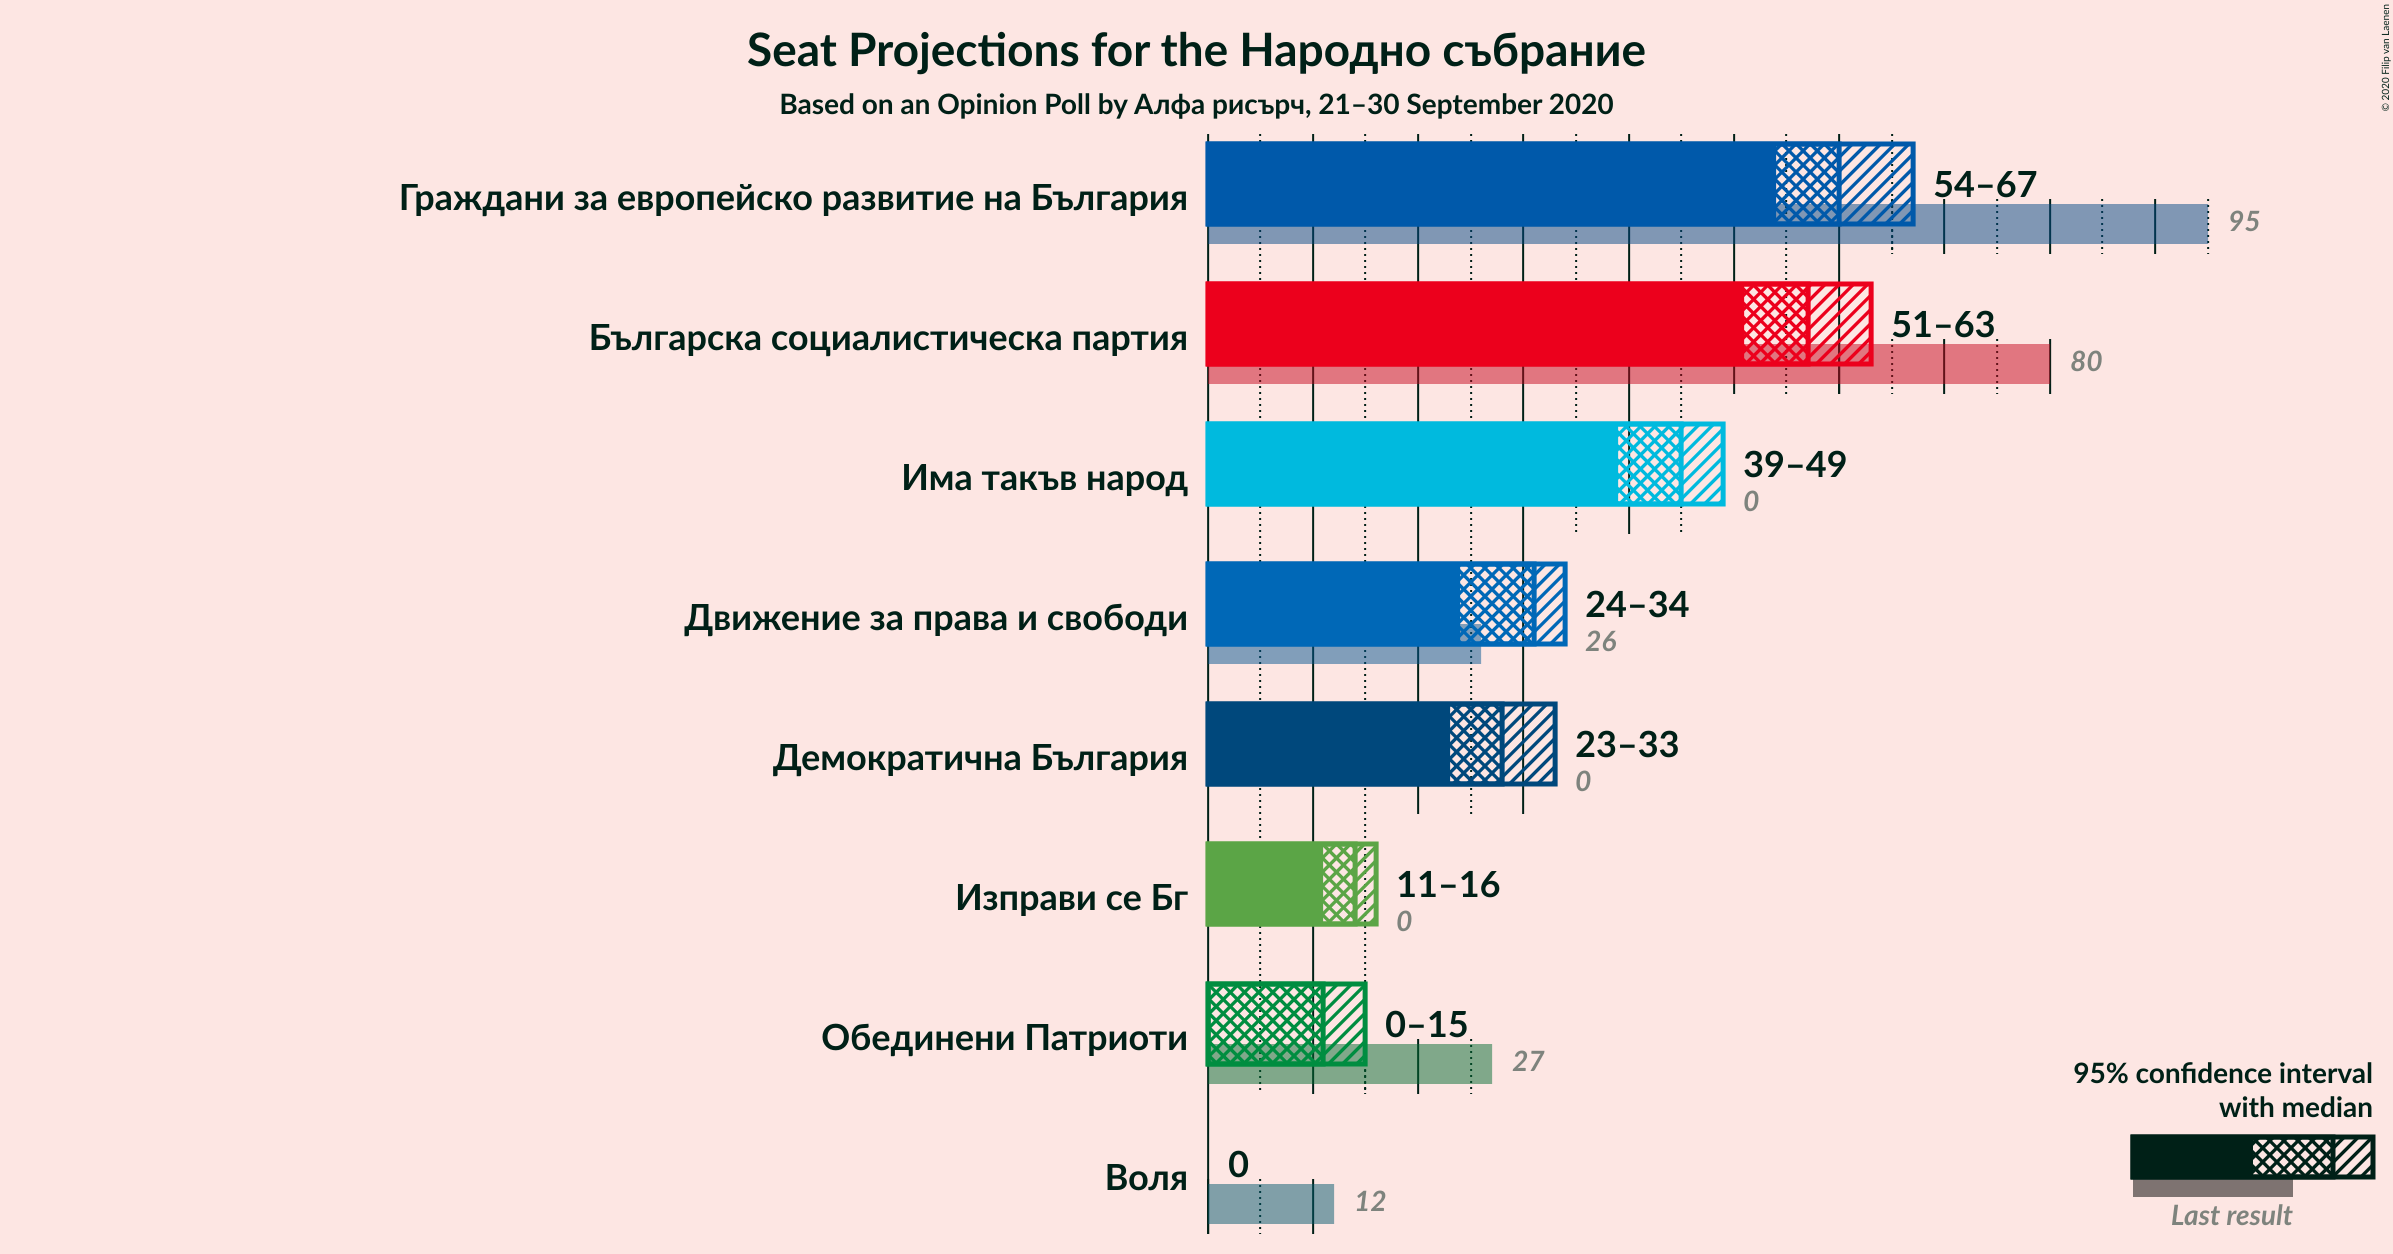 Seat Projections for the Народно събрание
Based on an Opinion Poll by Алфа рисърч, 21–30 September 2020
© 2020 Filip van Laenen
Граждани за европейско развитие на България
54–67
95
Българска социалистическа партия
51–63
80
Има такъв народ
39–49
0
Движение за права и свободи
24–34
26
Демократична България
23–33
0
Изправи се Бг
11–16
0
Обединени Патриоти
0–15
27
Воля
0
12
95% confidence interval
with median
Last result